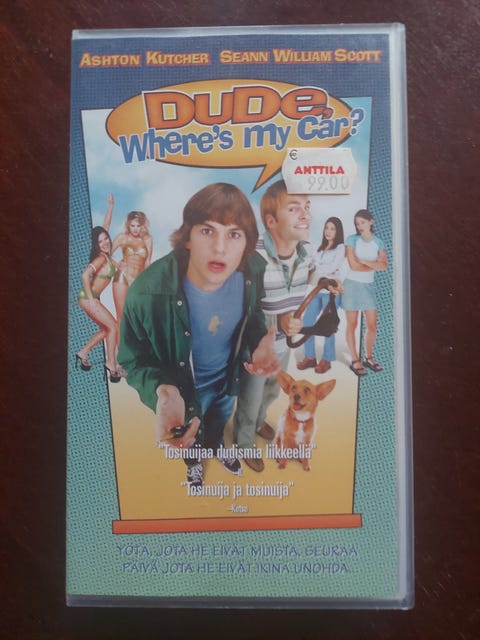 ASHTON KUTCHER SEANN WILLIAM SCOTT
DUDE,
WHERE'S MY CAR?
€
ANTTILA
99.00
"Tosinuijaa dudismia liikkeellä"
"Tosinuija ja tosinuija"
–Katso
YÖTÄ, JOTA HE EIVÄT MUISTA, SEURAA
PÄIVÄ JOTA HE EIVÄT IKINÄ UNOHDA.